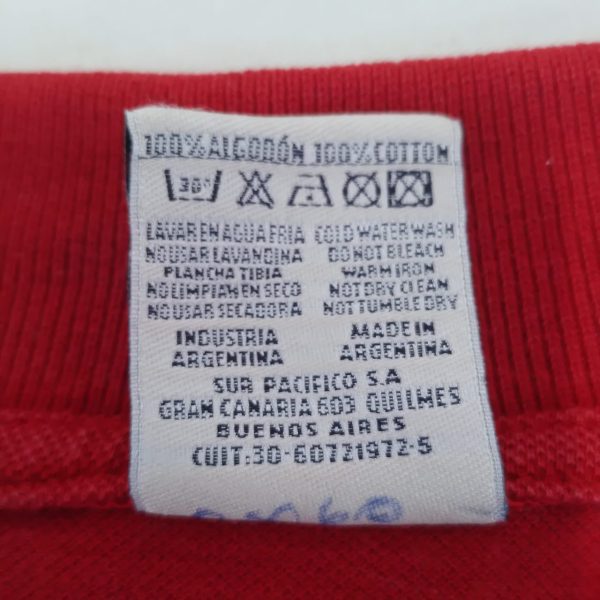 100% ALGODÓN 100% COTTON
30°
LAVAR EN AGUA FRIA COLD WATER WASH
NO USAR LAVANDINA DO NOT BLEACH
PLANCHA TIBIA WARM IRON
NO LIMPIAR EN SECO NOT DRY CLEAN
NO USAR SECADORA NOT TUMBLE DRY
INDUSTRIA MADE IN
ARGENTINA ARGENTINA
SUR PACIFICO S.A
GRAN CANARIA 603 QUILMES
BUENOS AIRES
CUIT:30-60721972-5